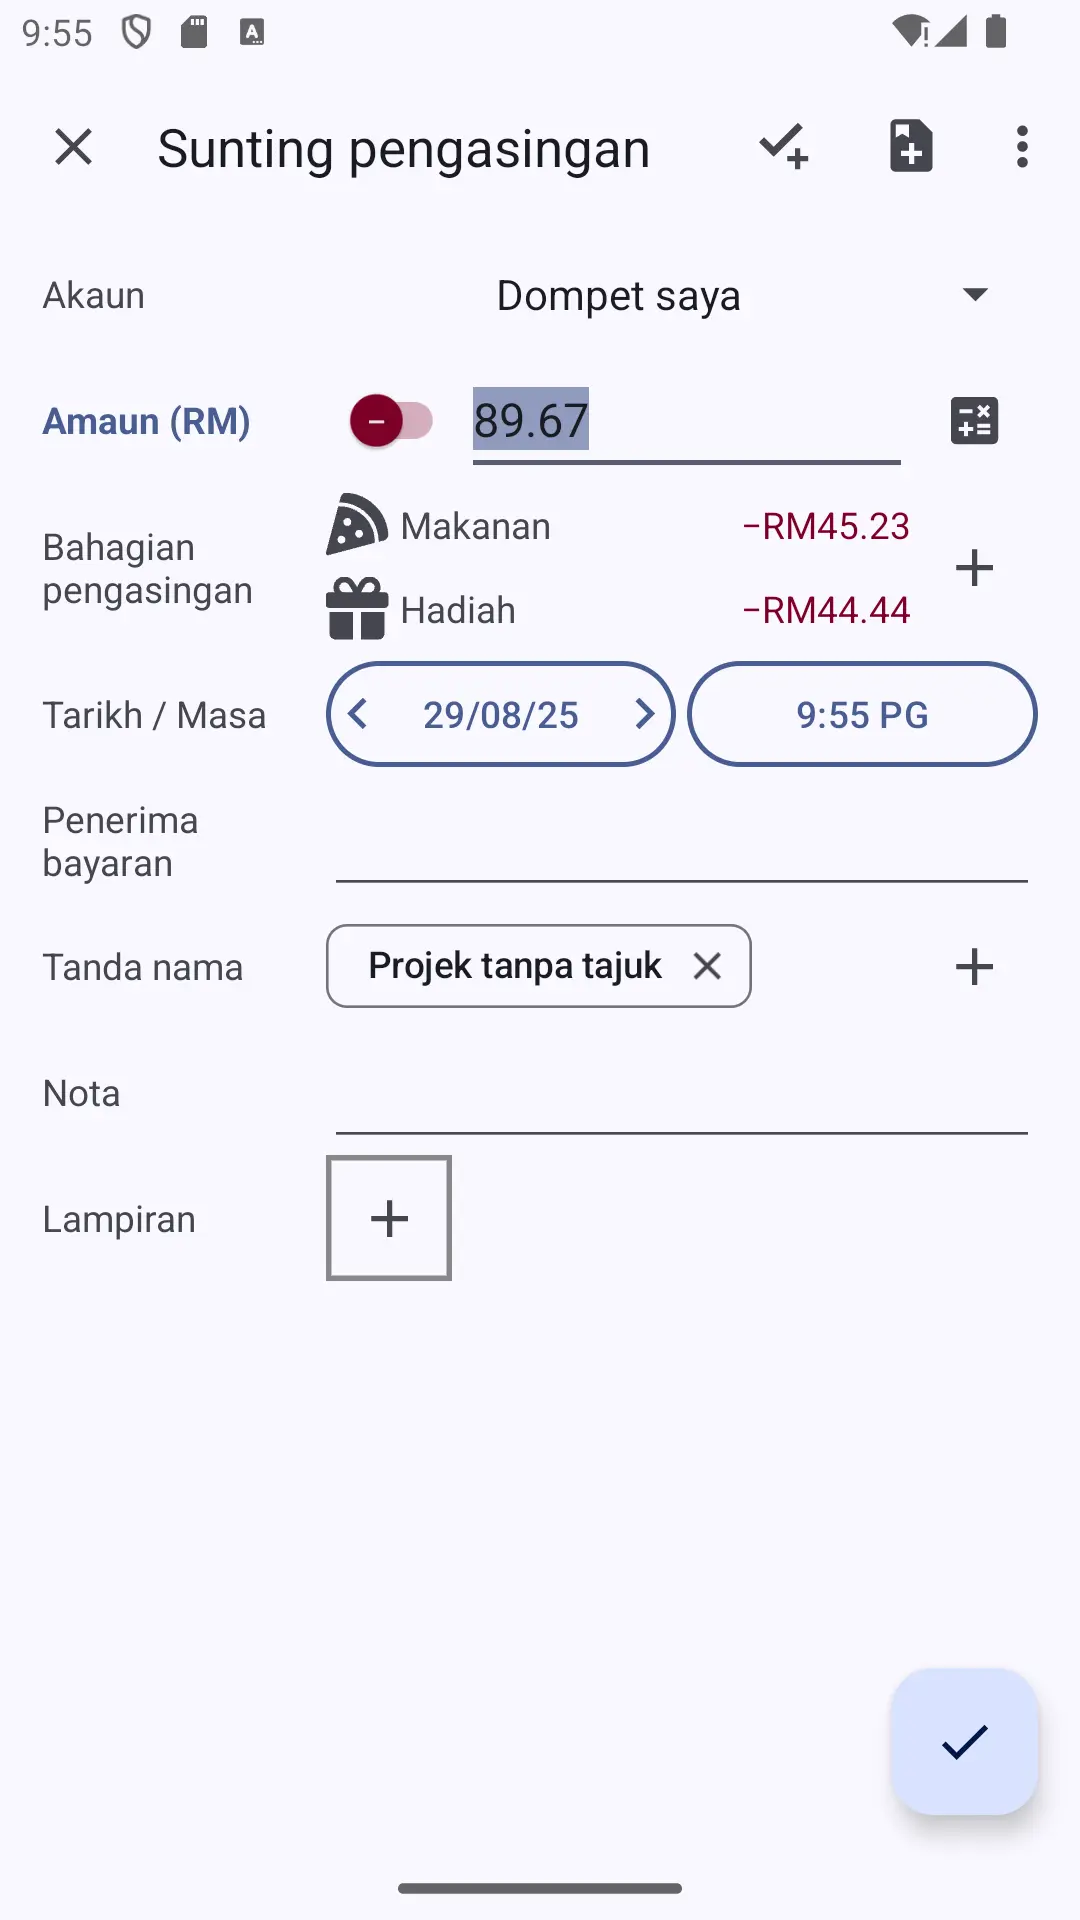 9:55
Sunting pengasingan
Akaun
Dompet saya
Amaun (RM)
89.67
Bahagian
pengasingan
Makanan
−RM45.23
Hadiah
−RM44.44
Tarikh / Masa
29/08/25
9:55 PG
Penerima
bayaran
Tanda nama
Projek tanpa tajuk
Nota
Lampiran